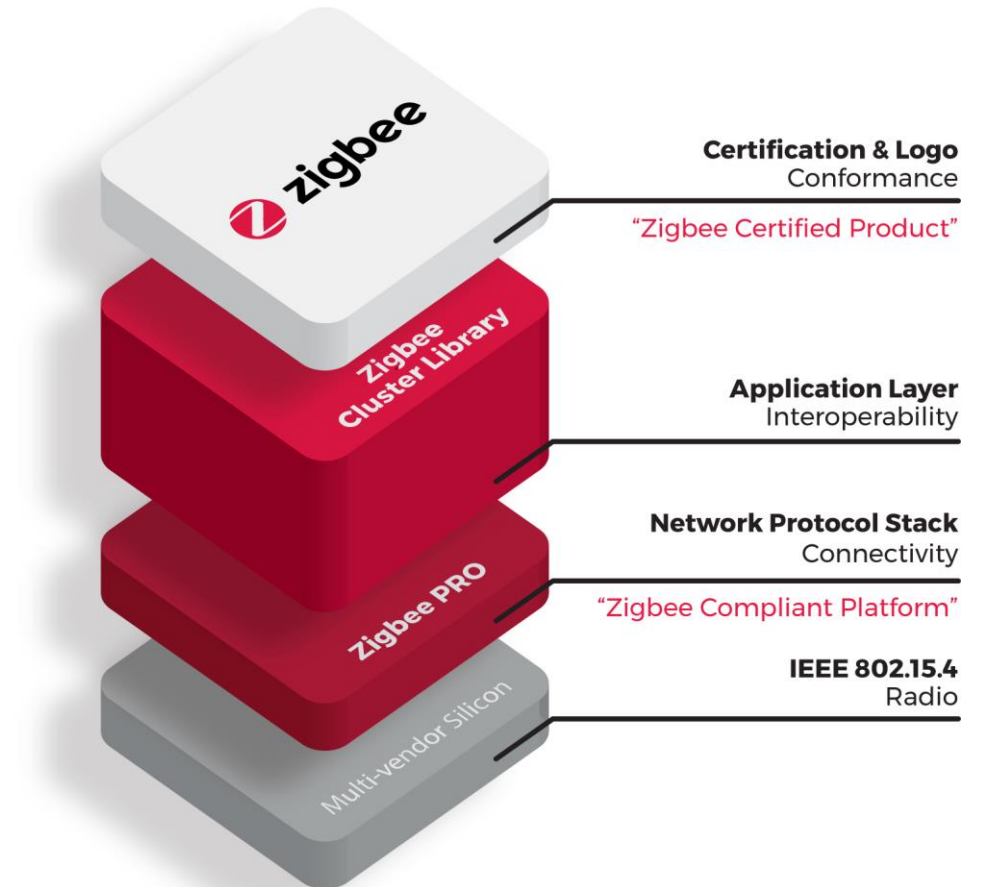 zigbee
Certification & Logo
Conformance
“Zigbee Certified Product”
Zigbee
Cluster Library
Application Layer
Interoperability
Network Protocol Stack
Connectivity
Zigbee PRO
“Zigbee Compliant Platform”
IEEE 802.15.4
Radio
Multi-vendor Silicon